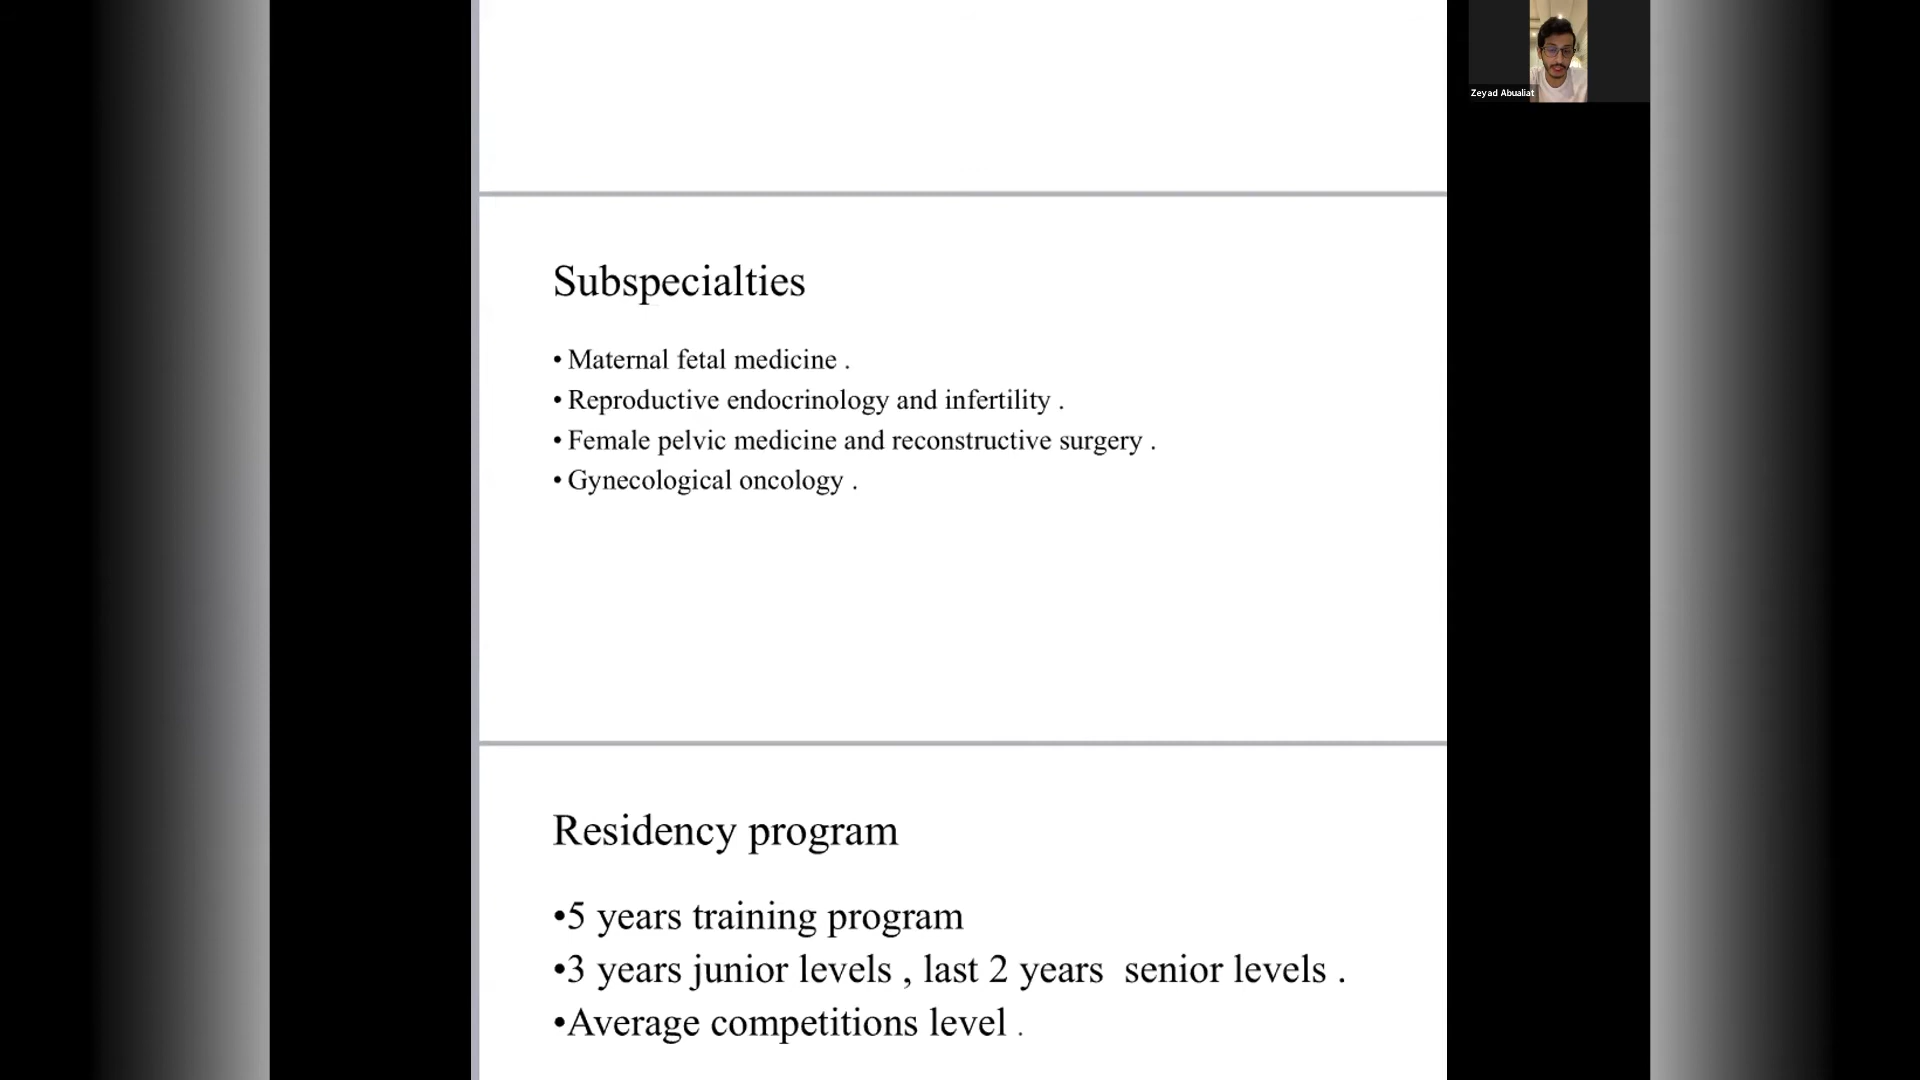 Zeyad Abualiat
Subspecialties
• Maternal fetal medicine .
• Reproductive endocrinology and infertility .
• Female pelvic medicine and reconstructive surgery .
• Gynecological oncology .
Residency program
•5 years training program
•3 years junior levels , last 2 years  senior levels .
•Average competitions level .